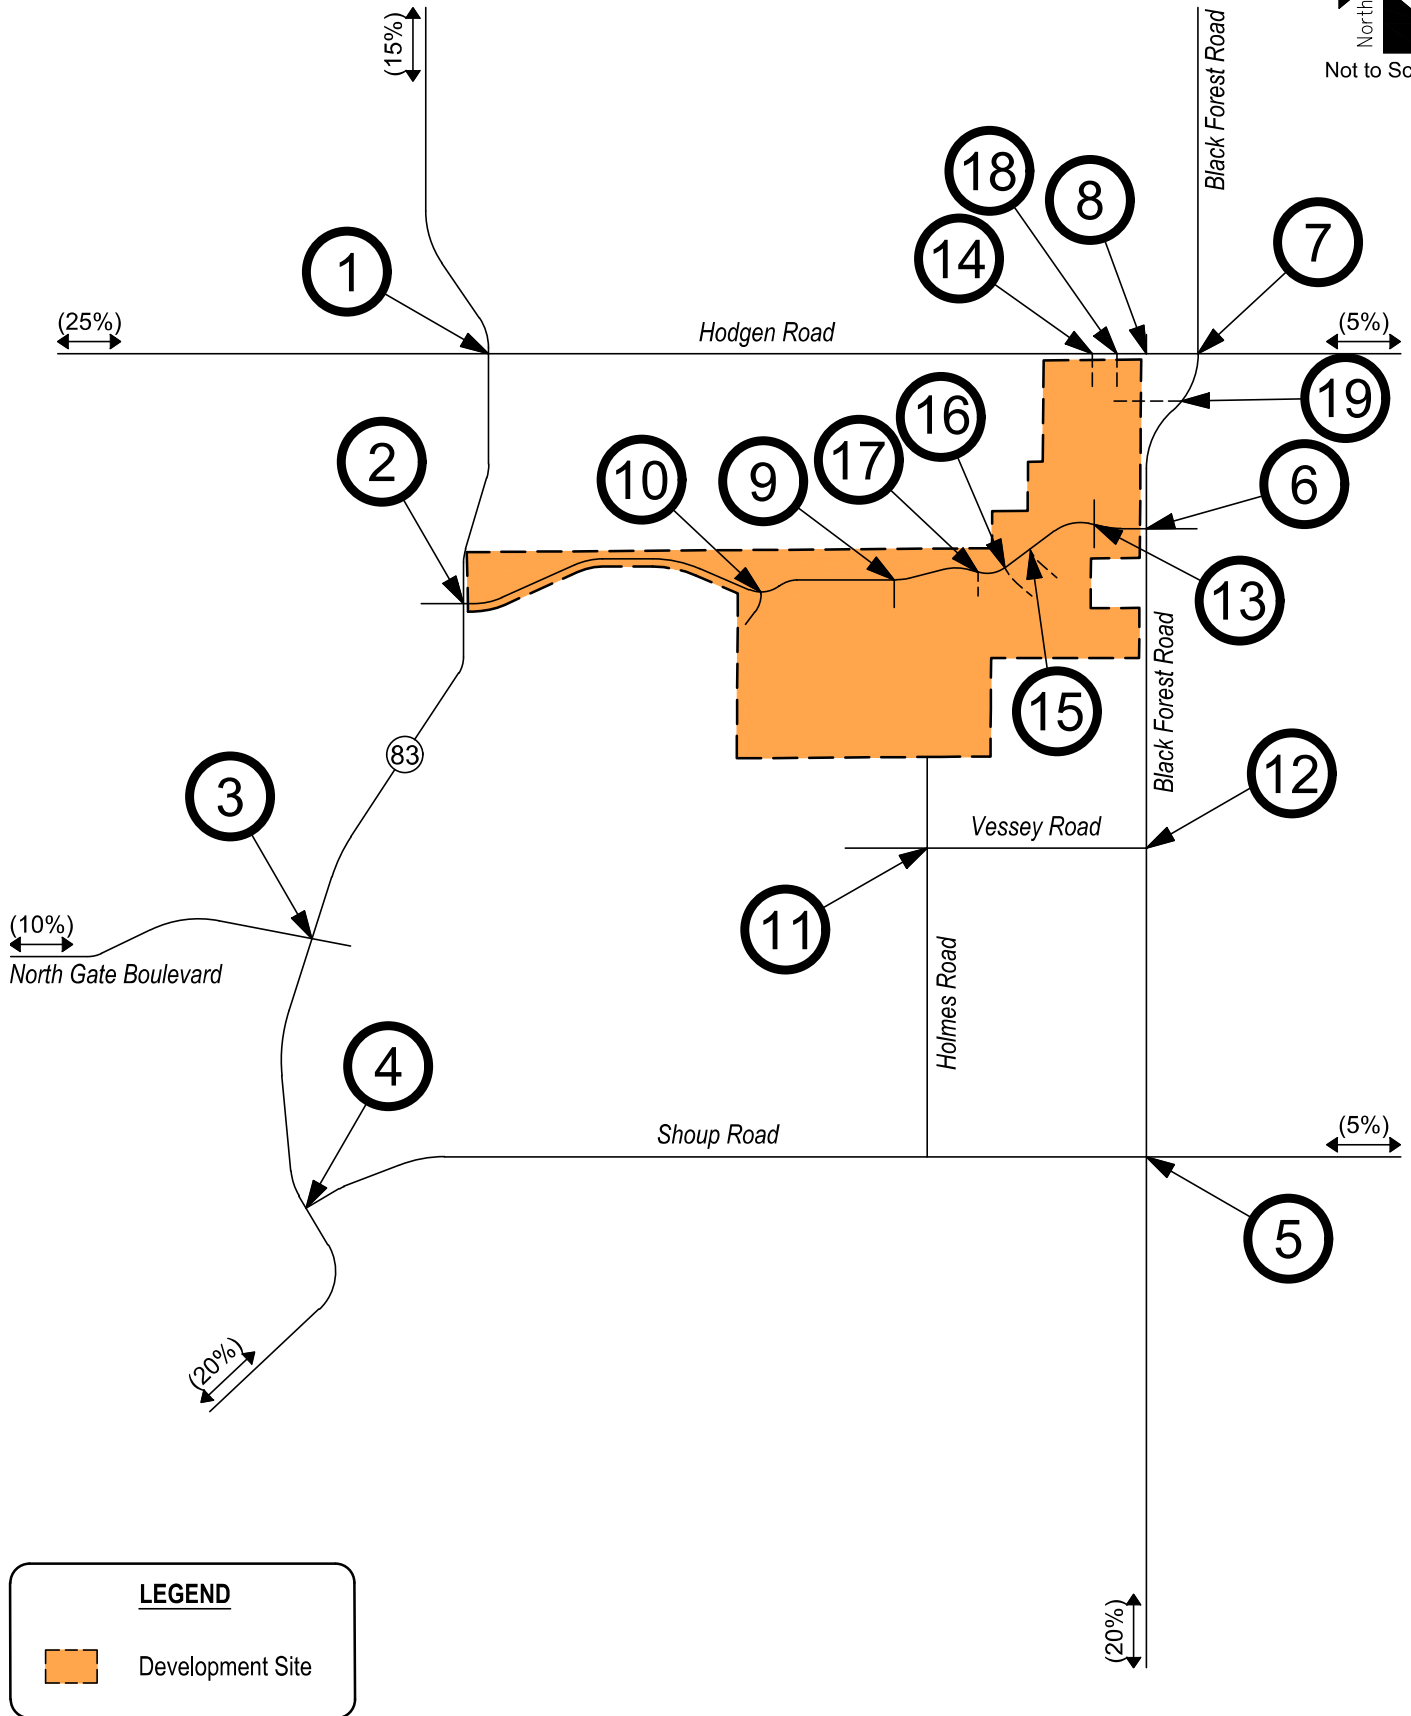 (15%)
Black Forest Road
North
Not to Sc
18
8
14
7
1
(25%)
Hodgen Road
(5%)
19
16
2
17
10
9
6
13
15
Black Forest Road
83
3
12
Vessey Road
(10%)
11
North Gate Boulevard
Holmes Road
4
Shoup Road
(5%)
5
(20%)
(20%)
LEGEND
Development Site